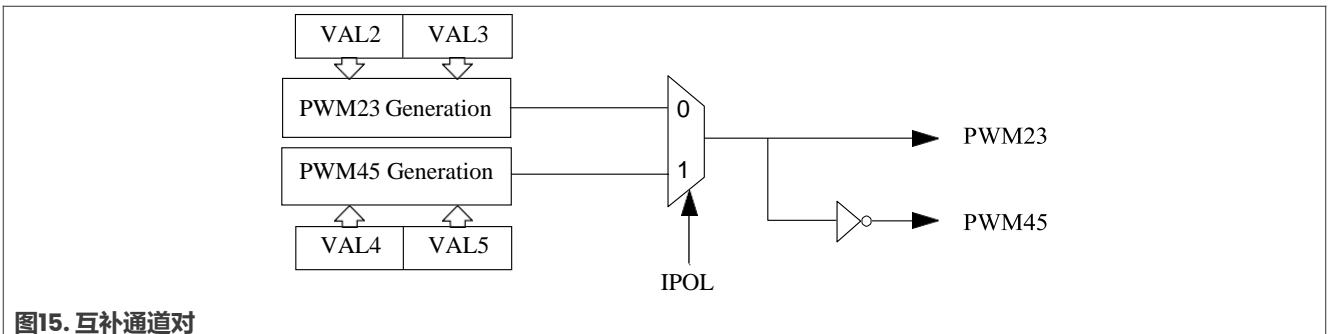 VAL2 VAL3
PWM23 Generation
0
PWM23
PWM45 Generation
1
PWM45
VAL4 VAL5
IPOL
图15. 互补通道对